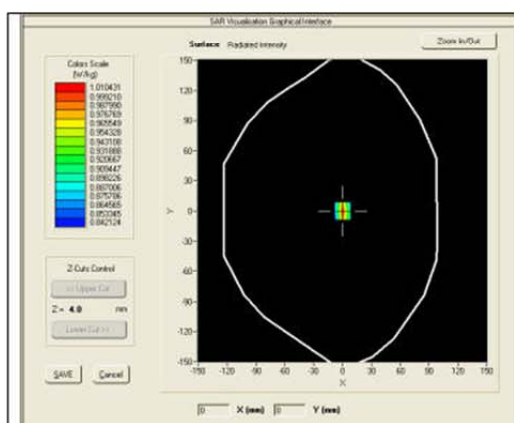 SAR Visualisation Graphical Interface
Surface Radiated Intensity
Zoom In/Out
Colors Scale
(W/kg)
1.010431
0.999210
0.987990
0.976769
0.965549
0.954328
0.943108
0.931888
0.920667
0.909447
0.898226
0.887006
0.875786
0.864565
0.853345
0.842124
Z-Cuts Control
<< Upper Cut
Z = 4.0 mm
Lower Cut >>
SAVE Cancel
150
120
90
60
30
0
-30
-60
-90
-120
-150
Y
-150 -120 -90 -60 -30 0 30 60 90 120 150
X
0 X (mm) 0 Y (mm)